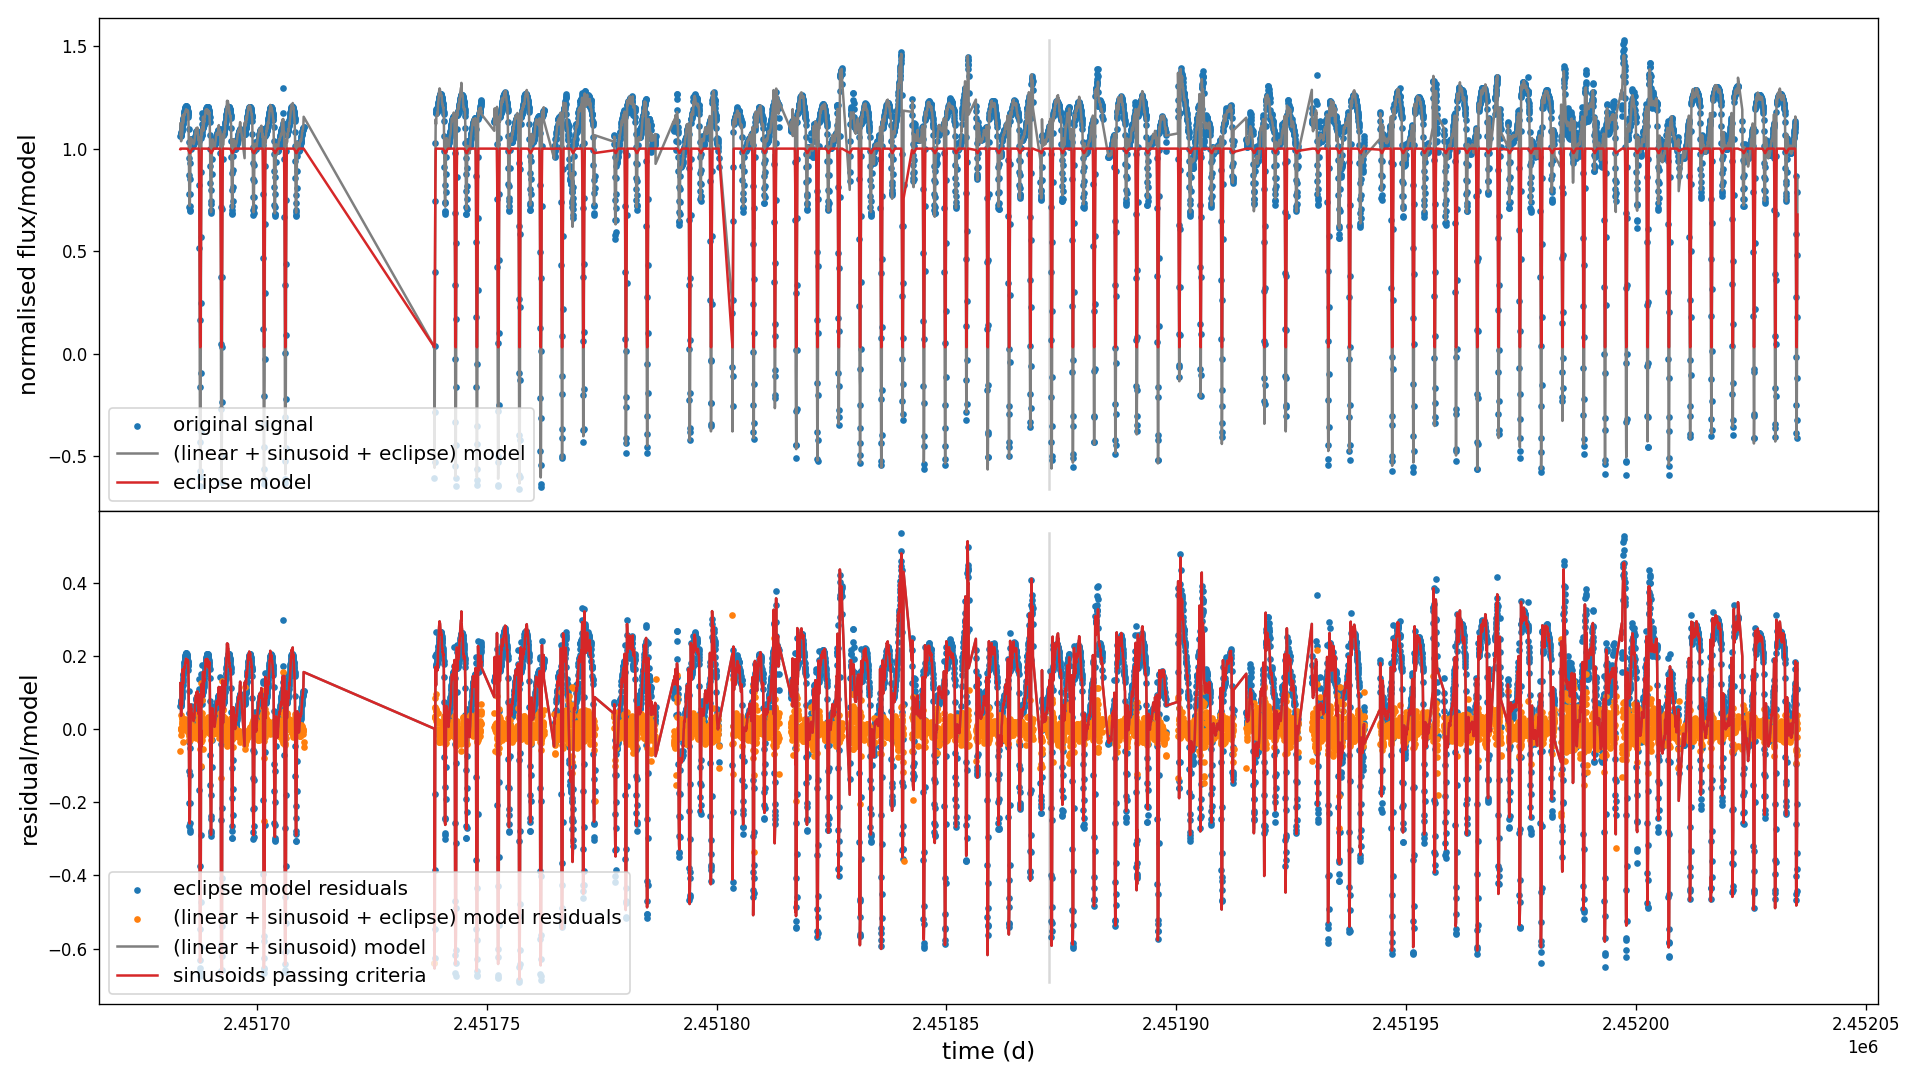 normalised flux/model
1.5
1.0
0.5
0.0
−0.5
original signal
(linear + sinusoid + eclipse) model
eclipse model
residual/model
0.4
0.2
0.0
−0.2
−0.4
−0.6
eclipse model residuals
(linear + sinusoid + eclipse) model residuals
(linear + sinusoid) model
sinusoids passing criteria
2.45170 2.45175 2.45180 2.45185 2.45190 2.45195 2.45200 2.45205
time (d)
1e6